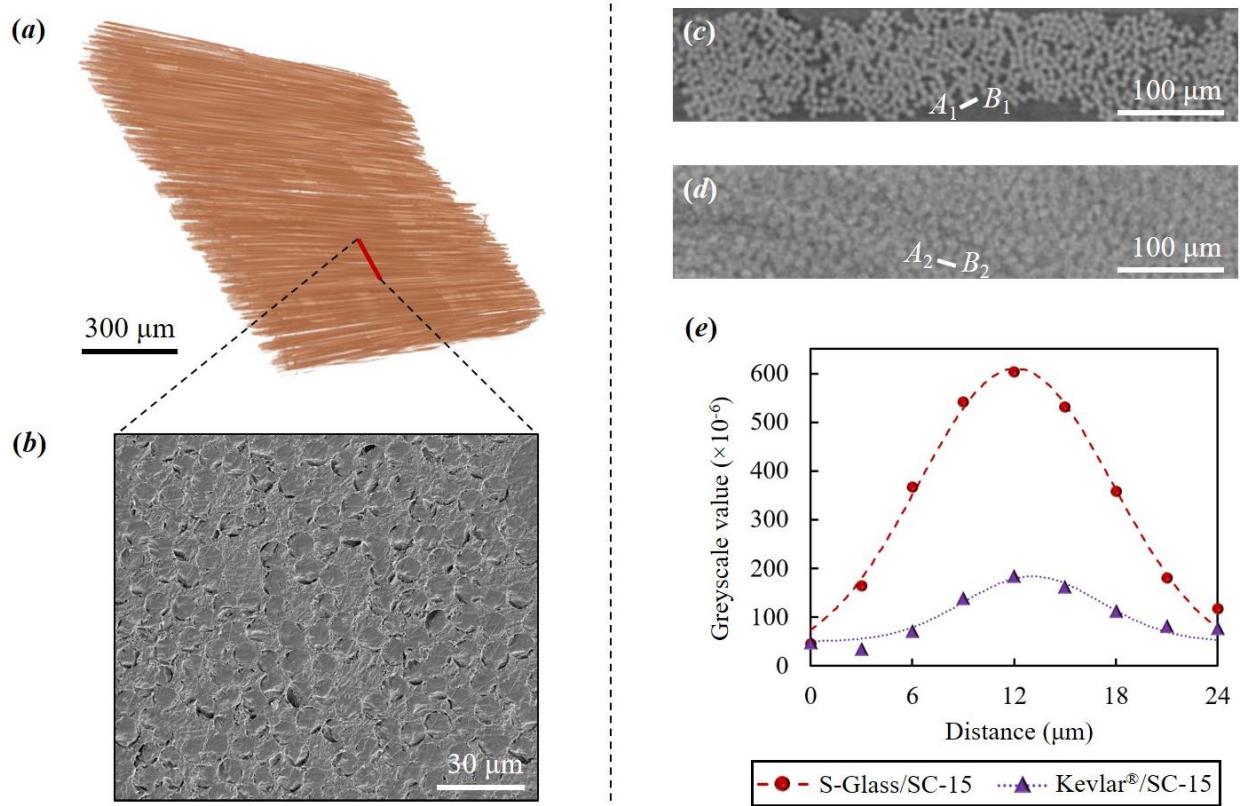 (a)
300 μm
(b)
30 μm
(c)
A₁ B₁
100 μm
(d)
A₂ B₂
100 μm
(e)
Greyscale value (×10⁻⁶)
600
500
400
300
200
100
0
0 6 12 18 24
Distance (μm)
S-Glass/SC-15 Kevlar®/SC-15